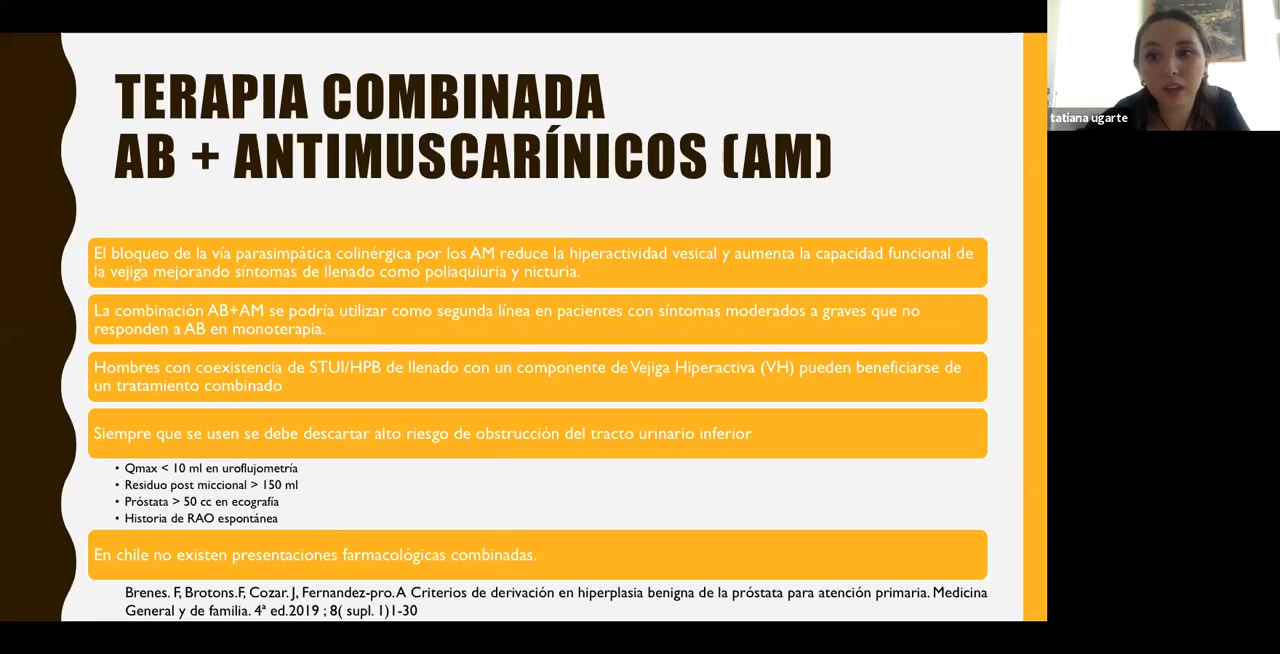 TERAPIA COMBINADA
AB + ANTIMUSCARÍNICOS (AM)
tatiana ugarte
El bloqueo de la vía parasimpática colinérgica por los AM reduce la hiperactividad vesical y aumenta la capacidad funcional de
la vejiga mejorando síntomas de llenado como poliaquiuría y nicturia.
La combinación AB+AM se podría utilizar como segunda línea en pacientes con síntomas moderados a graves que no
responden a AB en monoterapia.
Hombres con coexistencia de STUI/HPB de llenado con un componente de Vejiga Hiperactiva (VH) pueden beneficiarse de
un tratamiento combinado
Siempre que se usen se debe descartar alto riesgo de obstrucción del tracto urinario inferior
• Qmax < 10 ml en uroflujometría
• Residuo post miccional > 150 ml
• Próstata > 50 cc en ecografía
• Historia de RAO espontánea
En chile no existen presentaciones farmacológicas combinadas.
Brenes. F, Brotons.F, Cozar. J, Fernandez-pro. A Criterios de derivación en hiperplasia benigna de la próstata para atención primaria. Medicina
General y de familia. 4ª ed.2019 ; 8( supl. 1)1-30